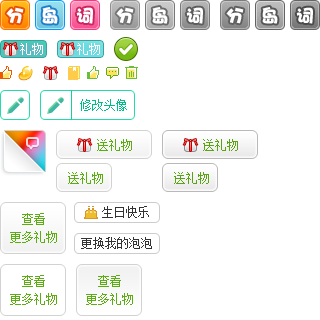 分 岛 词 分 岛 词 分 岛 词
礼物 礼物
修改头像
送礼物 送礼物
送礼物 送礼物
查看
更多礼物
生日快乐
更换我的泡泡
查看 查看
更多礼物 更多礼物